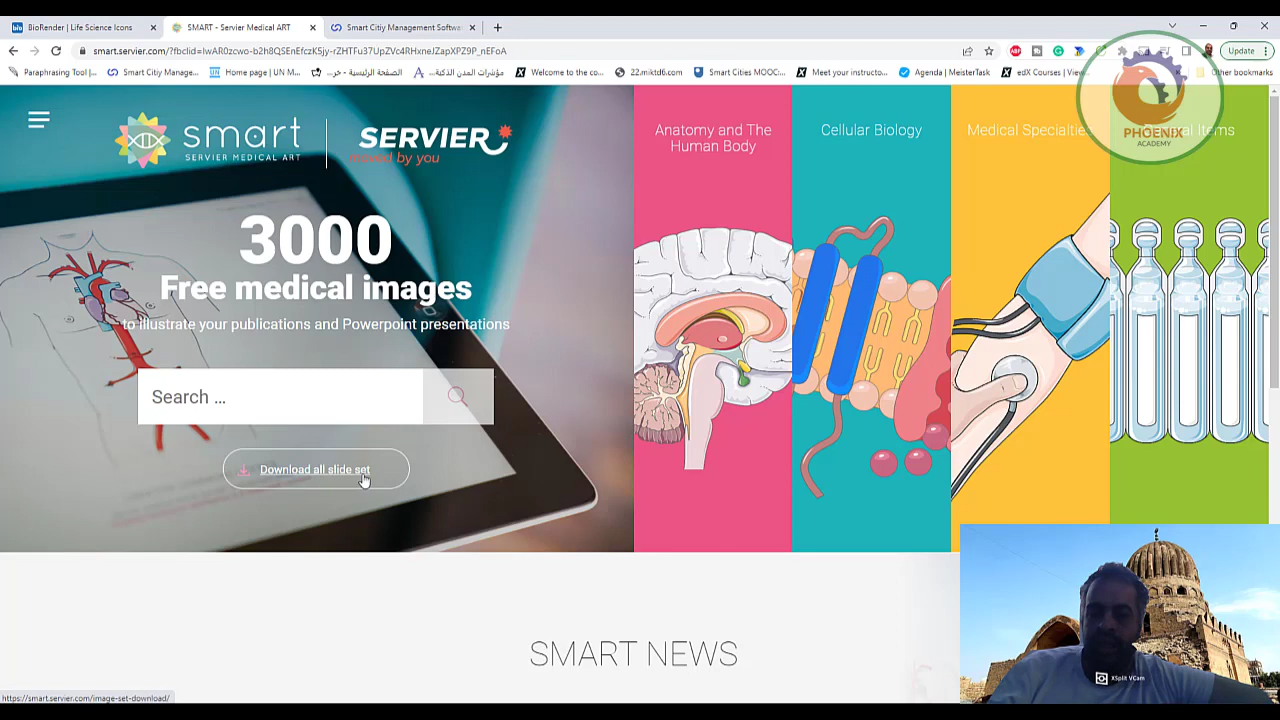 BioRender | Life Science Icons
SMART - Servier Medical ART
Smart Citiy Management Softwa
smart.servier.com/?fbclid=IwAR0zcwo-b2h8QSEnEfczK5jy-rZHTFu37UpZVc4RHxneJZapXPZ9P_nEFoA
Update
Paraphrasing Tool |...
Smart Citiy Manage...
Home page | UN M...
الصفحة الرئيسية - خر...
مؤشرات المدن الذكية...
Welcome to the co...
22.miktd6.com
Smart Cities MOOC:...
Meet your instructo...
Agenda | MeisterTask
edX Courses | View...
Other bookmarks
PHOENIX
ACADEMY
smart
SERVIER MEDICAL ART
SERVIER
moved by you
Anatomy and The
Human Body
Cellular Biology
Medical Specialties
General Items
3000
Free medical images
to illustrate your publications and Powerpoint presentations
Search ...
Download all slide set
SMART NEWS
XSplit VCam
https://smart.servier.com/image-set-download/